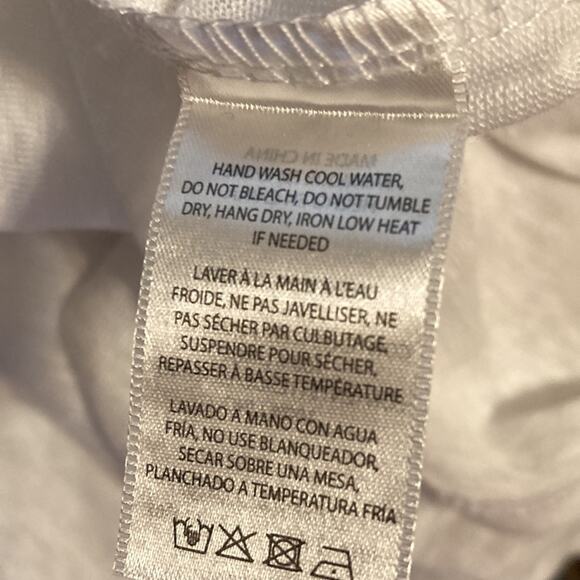 MADE IN CHINA
HAND WASH COOL WATER,
DO NOT BLEACH, DO NOT TUMBLE
DRY, HANG DRY, IRON LOW HEAT
IF NEEDED
LAVER À LA MAIN À L'EAU
FROIDE, NE PAS JAVELLISER, NE
PAS SÉCHER PAR CULBUTAGE,
SUSPENDRE POUR SÉCHER,
REPASSER À BASSE TEMPÉRATURE
LAVADO A MANO CON AGUA
FRÍA, NO USE BLANQUEADOR,
SECAR SOBRE UNA MESA,
PLANCHADO A TEMPERATURA FRÍA